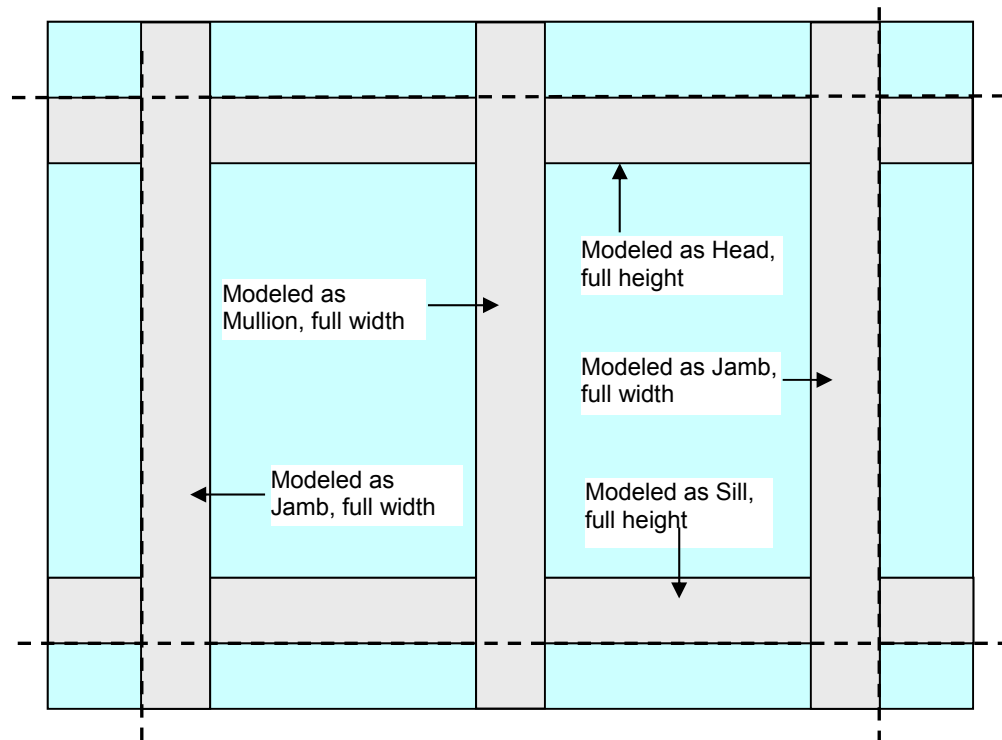 Modeled as Head,
full height
Modeled as
Mullion, full width
Modeled as Jamb,
full width
Modeled as
Jamb, full width
Modeled as Sill,
full height